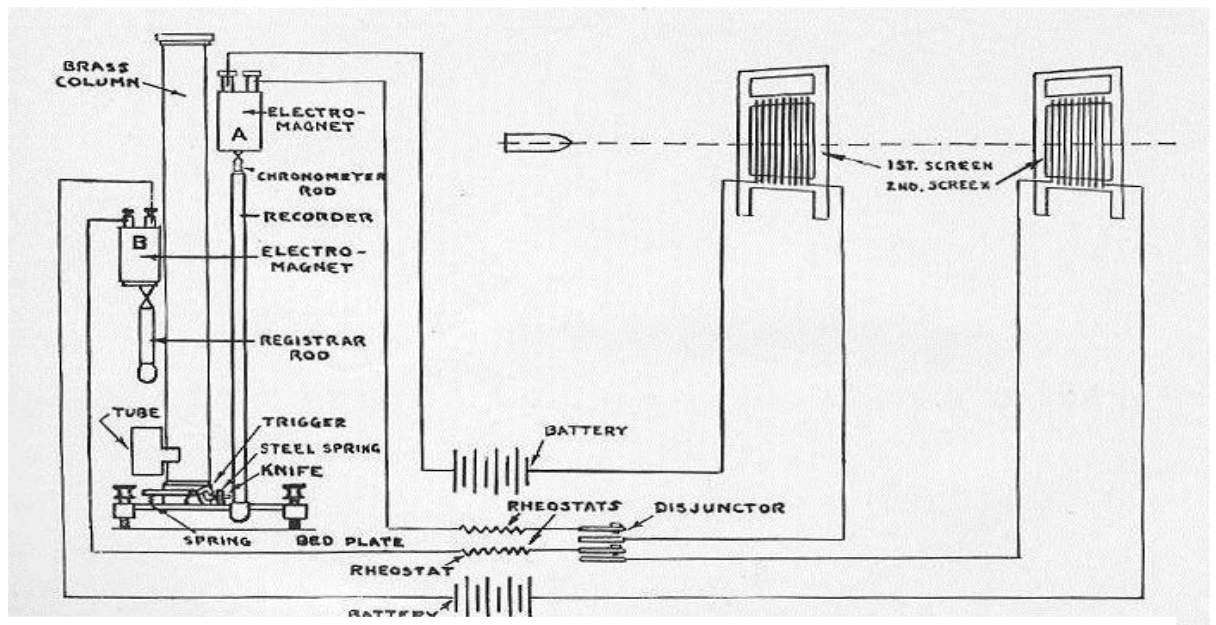 BRASS
COLUMN
A
ELECTRO-
MAGNET
CHRONOMETER
ROD
RECORDER
B
ELECTRO-
MAGNET
REGISTRAR
ROD
TUBE
TRIGGER
STEEL SPRING
KNIFE
SPRING
BED PLATE
1ST. SCREEN
2ND. SCREEN
BATTERY
RHEOSTATS
DISJUNCTOR
RHEOSTAT
BATTERY